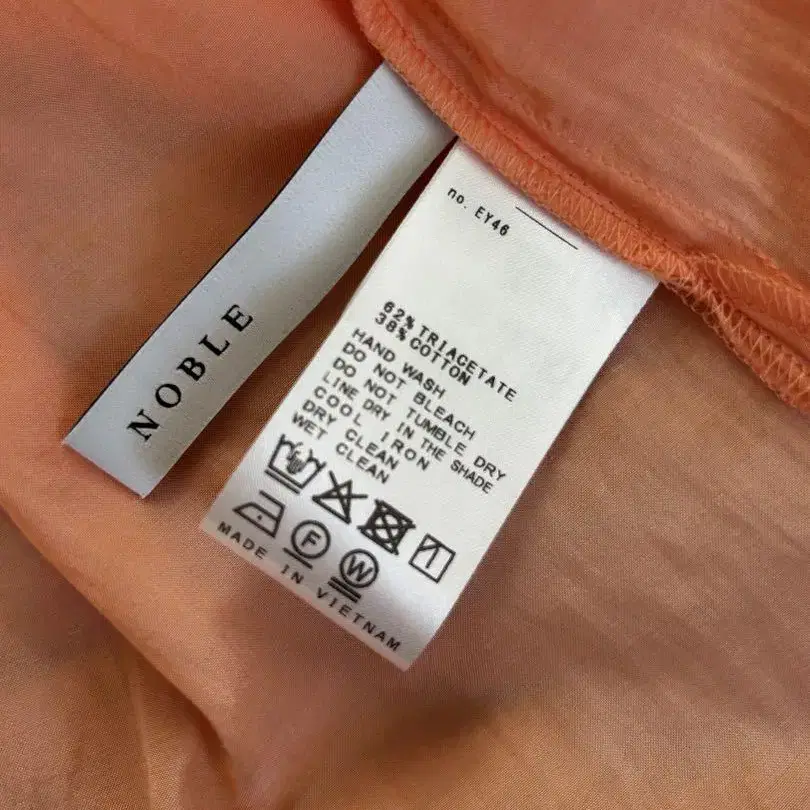 NOBLE
no. EY46
62% TRIACETATE
38% COTTON
HAND WASH
DO NOT BLEACH
DO NOT TUMBLE DRY
LINE DRY IN THE SHADE
COOL IRON
DRY CLEAN
WET CLEAN
F
W
MADE IN VIETNAM